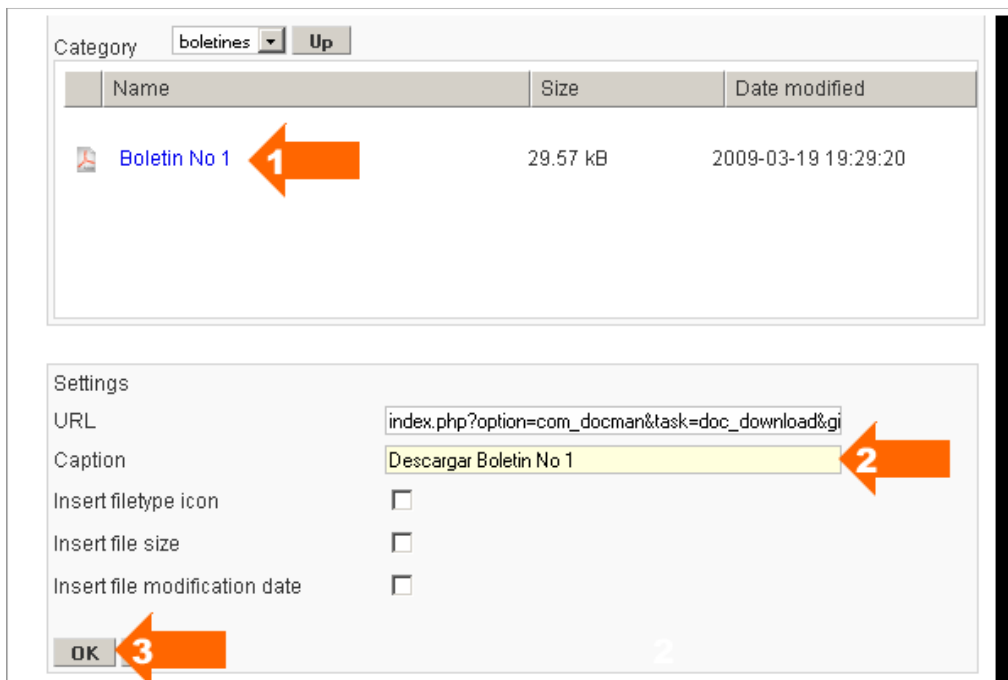 Category boletines Up
Name Size Date modified
Boletin No 1 1 29.57 kB 2009-03-19 19:29:20
Settings
URL index.php?option=com_docman&task=doc_download&gi
Caption Descargar Boletin No 1 2
Insert filetype icon
Insert file size
Insert file modification date
OK 3 2